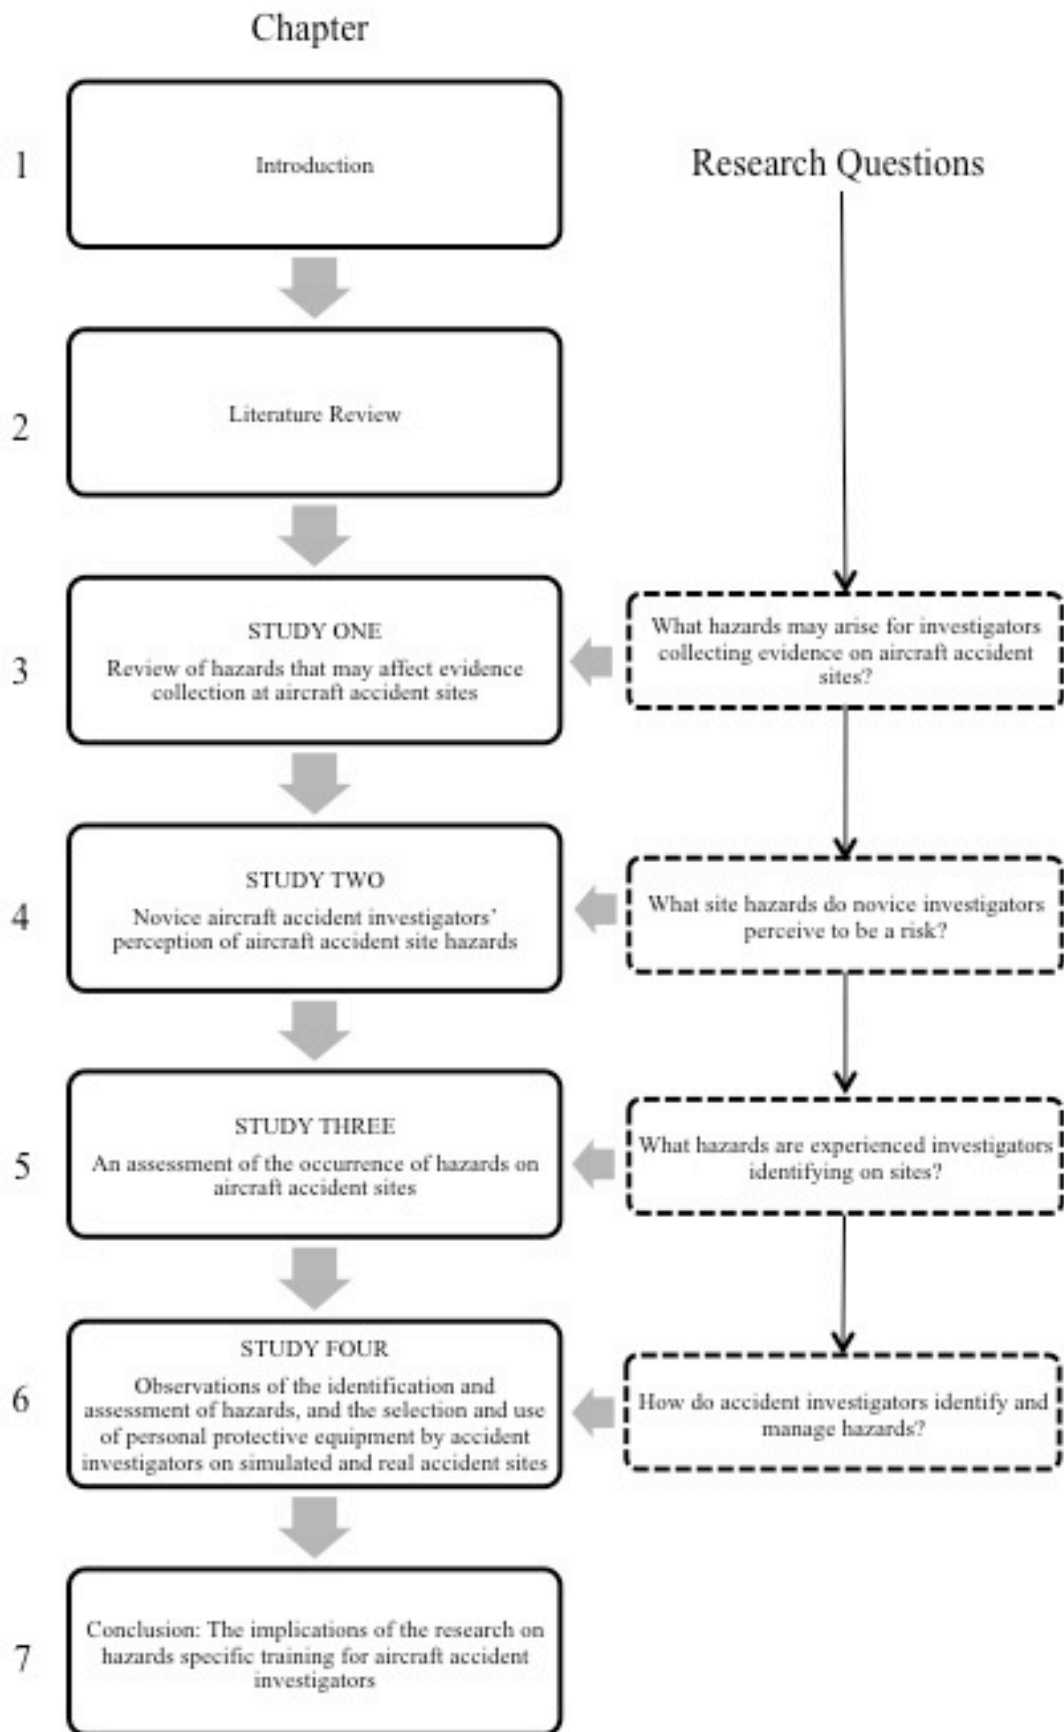 Chapter
1
Introduction
Research Questions
2
Literature Review
3
STUDY ONE
Review of hazards that may affect evidence
collection at aircraft accident sites
What hazards may arise for investigators
collecting evidence on aircraft accident
sites?
4
STUDY TWO
Novice aircraft accident investigators'
perception of aircraft accident site hazards
What site hazards do novice investigators
perceive to be a risk?
5
STUDY THREE
An assessment of the occurrence of hazards on
aircraft accident sites
What hazards are experienced investigators
identifying on sites?
6
STUDY FOUR
Observations of the identification and
assessment of hazards, and the selection and use
of personal protective equipment by accident
investigators on simulated and real accident sites
How do accident investigators identify and
manage hazards?
7
Conclusion: The implications of the research on
hazards specific training for aircraft accident
investigators